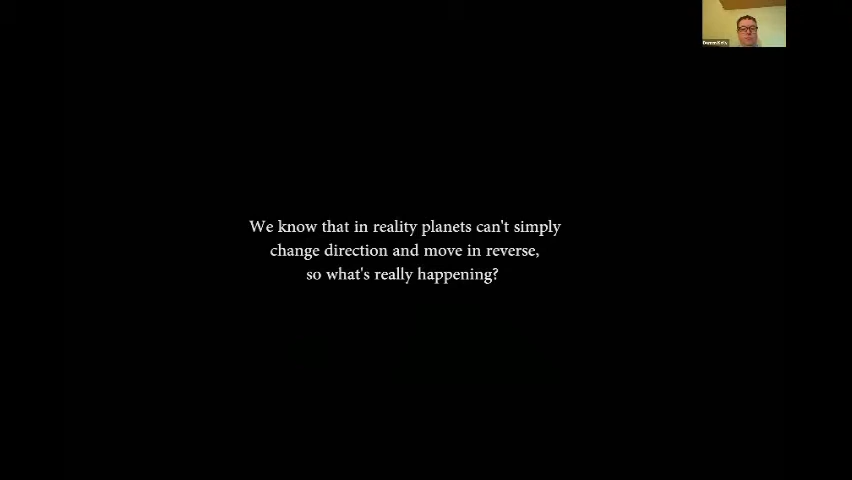 We know that in reality planets can't simply
change direction and move in reverse,
so what's really happening?